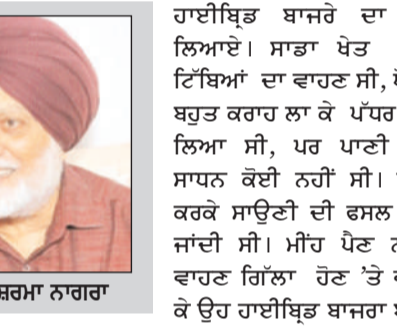 ਸ਼ਰਮਾ ਨਾਗਰਾ
ਹਾਈਬ੍ਰਿਡ ਬਾਜਰੇ ਦਾ
ਲਿਆਏ। ਸਾਡਾ ਖੇਤ
ਟਿੱਬਿਆਂ ਦਾ ਵਾਹਣ ਸੀ,
ਬਹੁਤ ਕਰਾਹ ਲਾ ਕੇ ਪੱਧਰ
ਲਿਆ ਸੀ, ਪਰ ਪਾਣੀ
ਸਾਧਨ ਕੋਈ ਨਹੀਂ ਸੀ।
ਕਰਕੇ ਸਾਉਣੀ ਦੀ ਫਸਲ
ਜਾਂਦੀ ਸੀ। ਮੀਂਹ ਪੈਣ
ਵਾਹਣ ਗਿੱਲਾ ਹੋਣ ’ਤੇ
ਕੇ ਉਹ ਹਾਈਬ੍ਰਿਡ ਬਾਜਰਾ